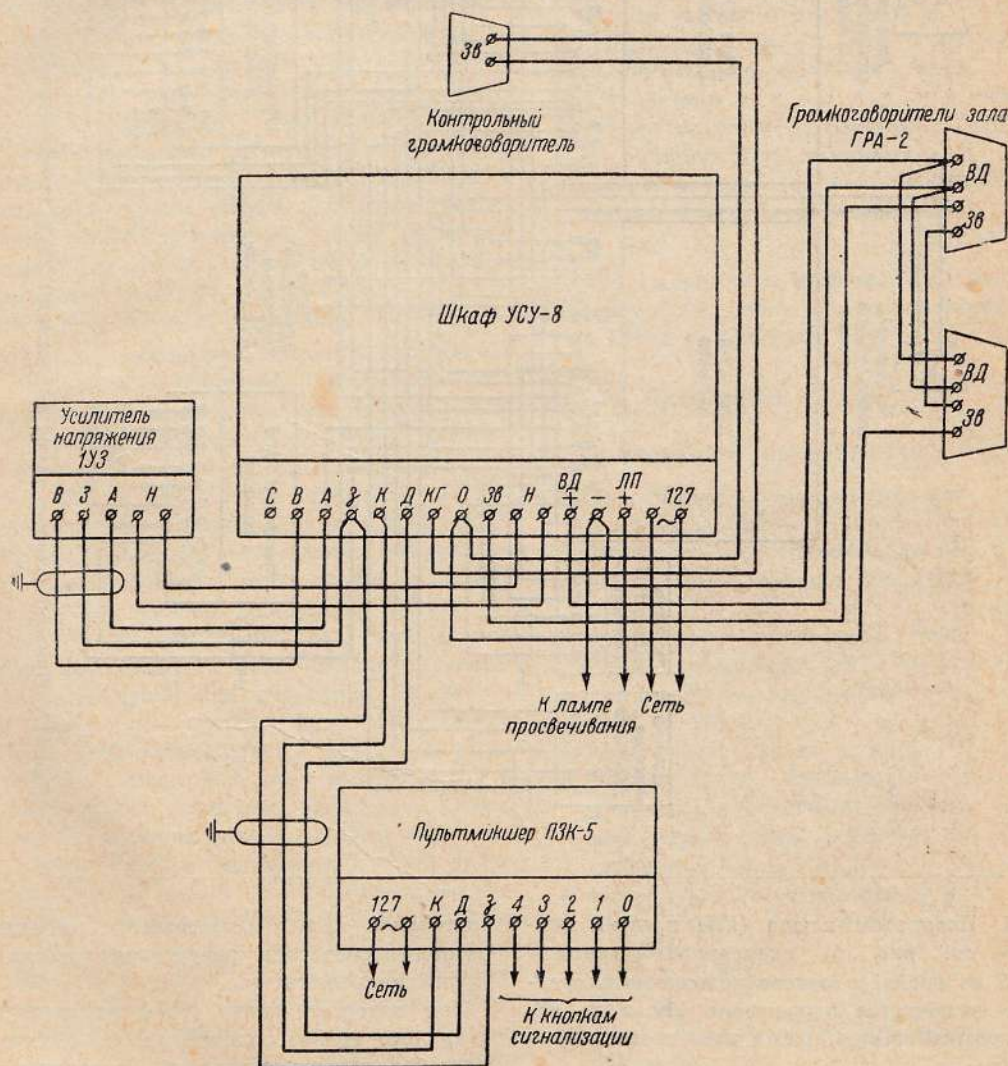 Зв
Контрольный
громкоговоритель
Громкоговорители зала
ГРА-2
ВД
Зв
Шкаф УСУ-8
ВД
Зв
Усилитель
напряжения
1УЗ
В З А Н
С В А З К Д КГ О Зв Н ВД + - ЛП + ~ 127
К лампе
просвечивания
Сеть
Пультмикшер ПЗК-5
127 ~ К Д З 4 3 2 1 0
Сеть
К кнопкам
сигнализации